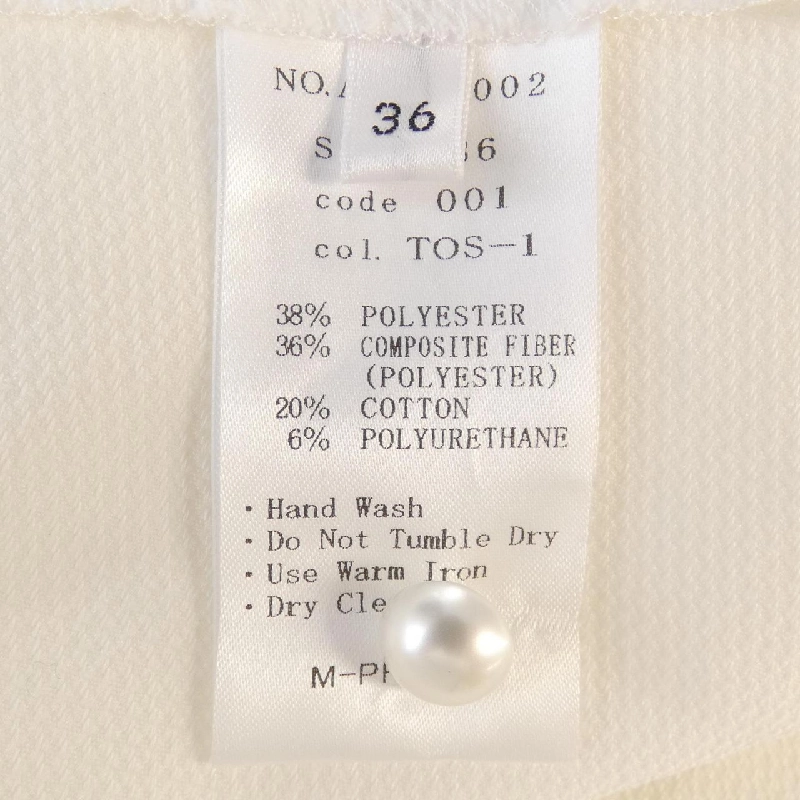 NO. 002
36
S 36
code 001
col. TOS-1
38% POLYESTER
36% COMPOSITE FIBER
(POLYESTER)
20% COTTON
6% POLYURETHANE
・Hand Wash
・Do Not Tumble Dry
・Use Warm Iron
・Dry